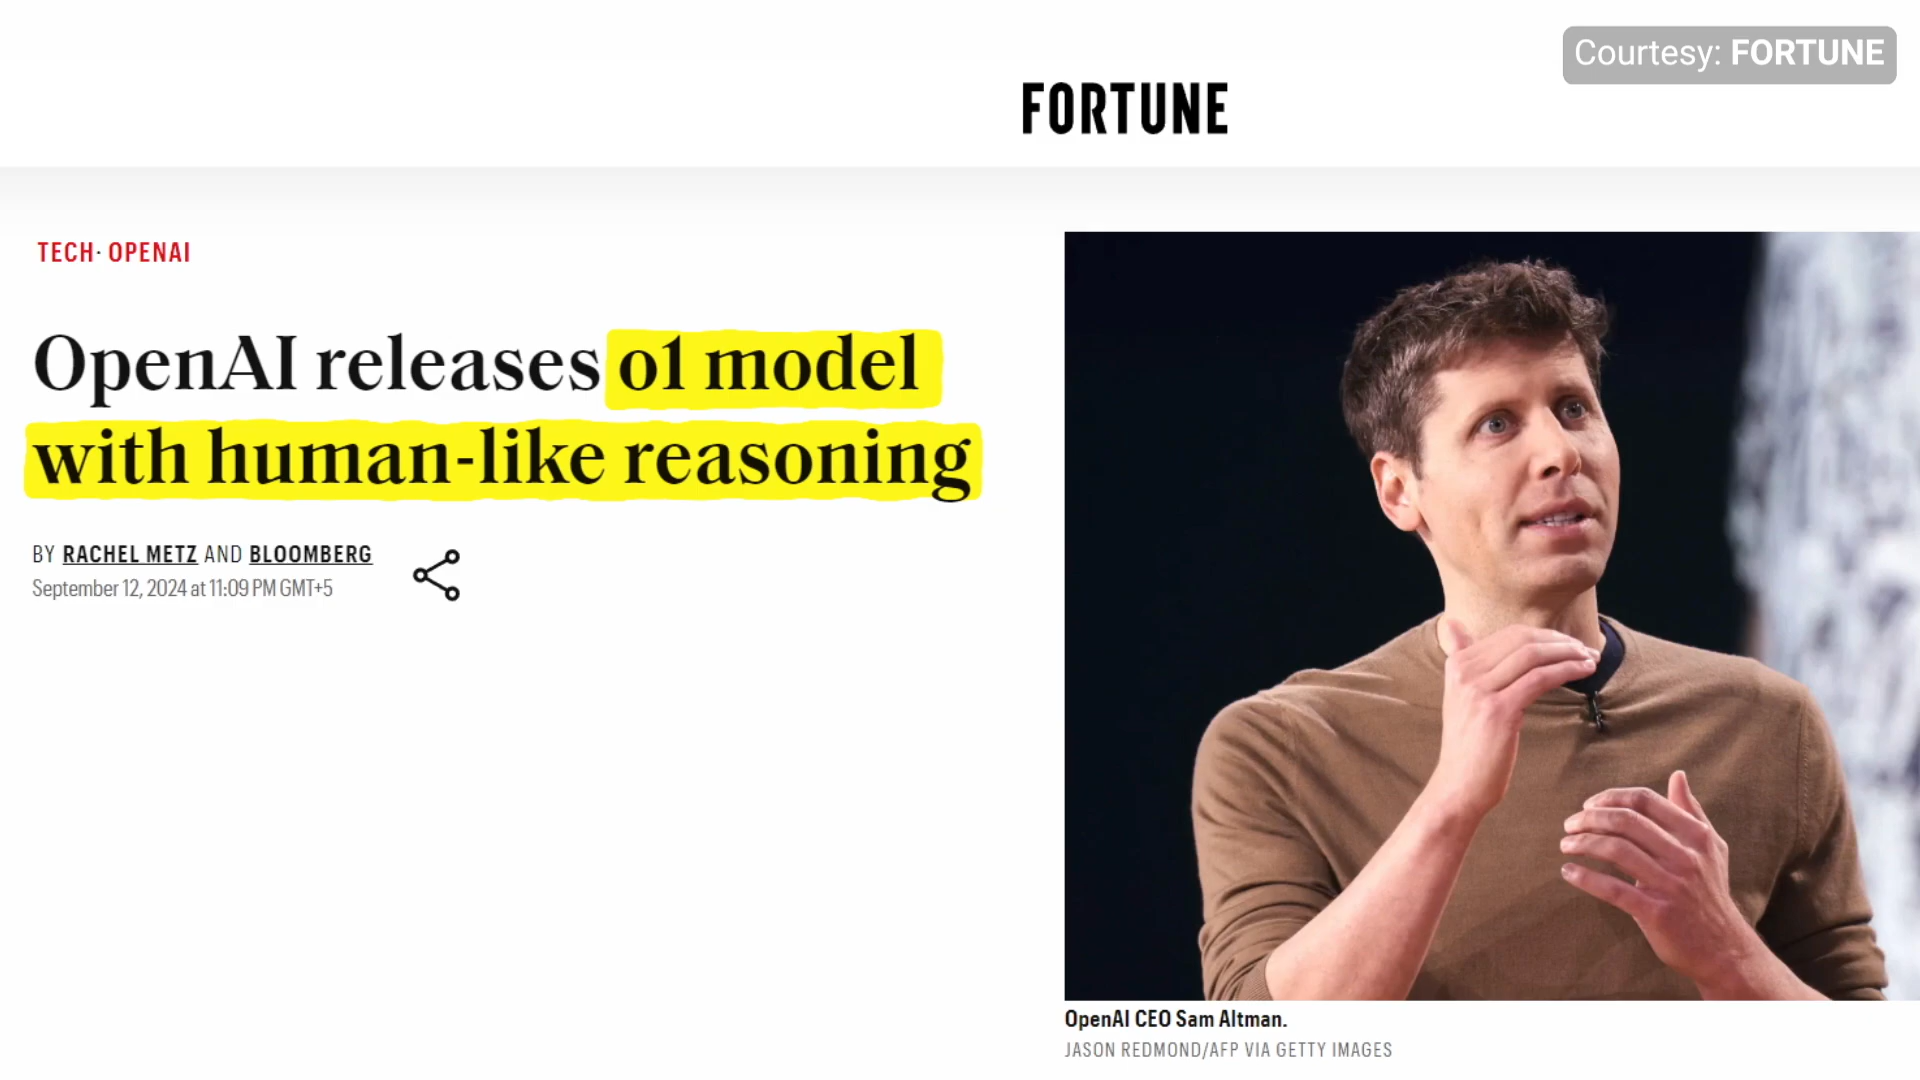 Courtesy: FORTUNE
FORTUNE
TECH· OPENAI
OpenAI releases o1 model
with human-like reasoning
BY RACHEL METZ AND BLOOMBERG
September 12, 2024 at 11:09 PM GMT+5
OpenAI CEO Sam Altman.
JASON REDMOND/AFP VIA GETTY IMAGES